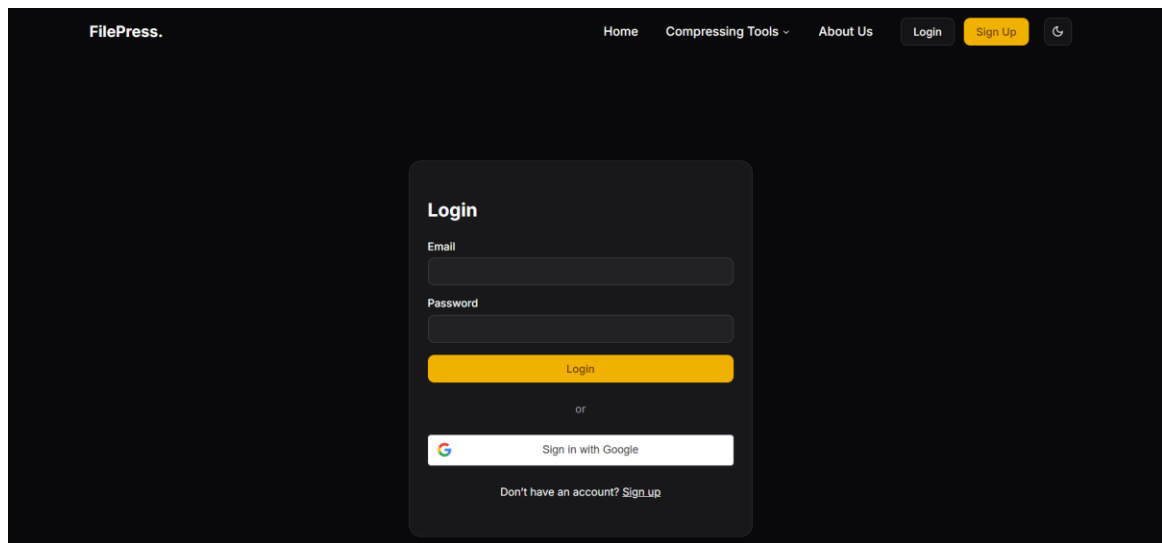 FilePress.
Home Compressing Tools About Us Login Sign Up
Login
Email
Password
Login
or
Sign in with Google
Don't have an account? Sign up